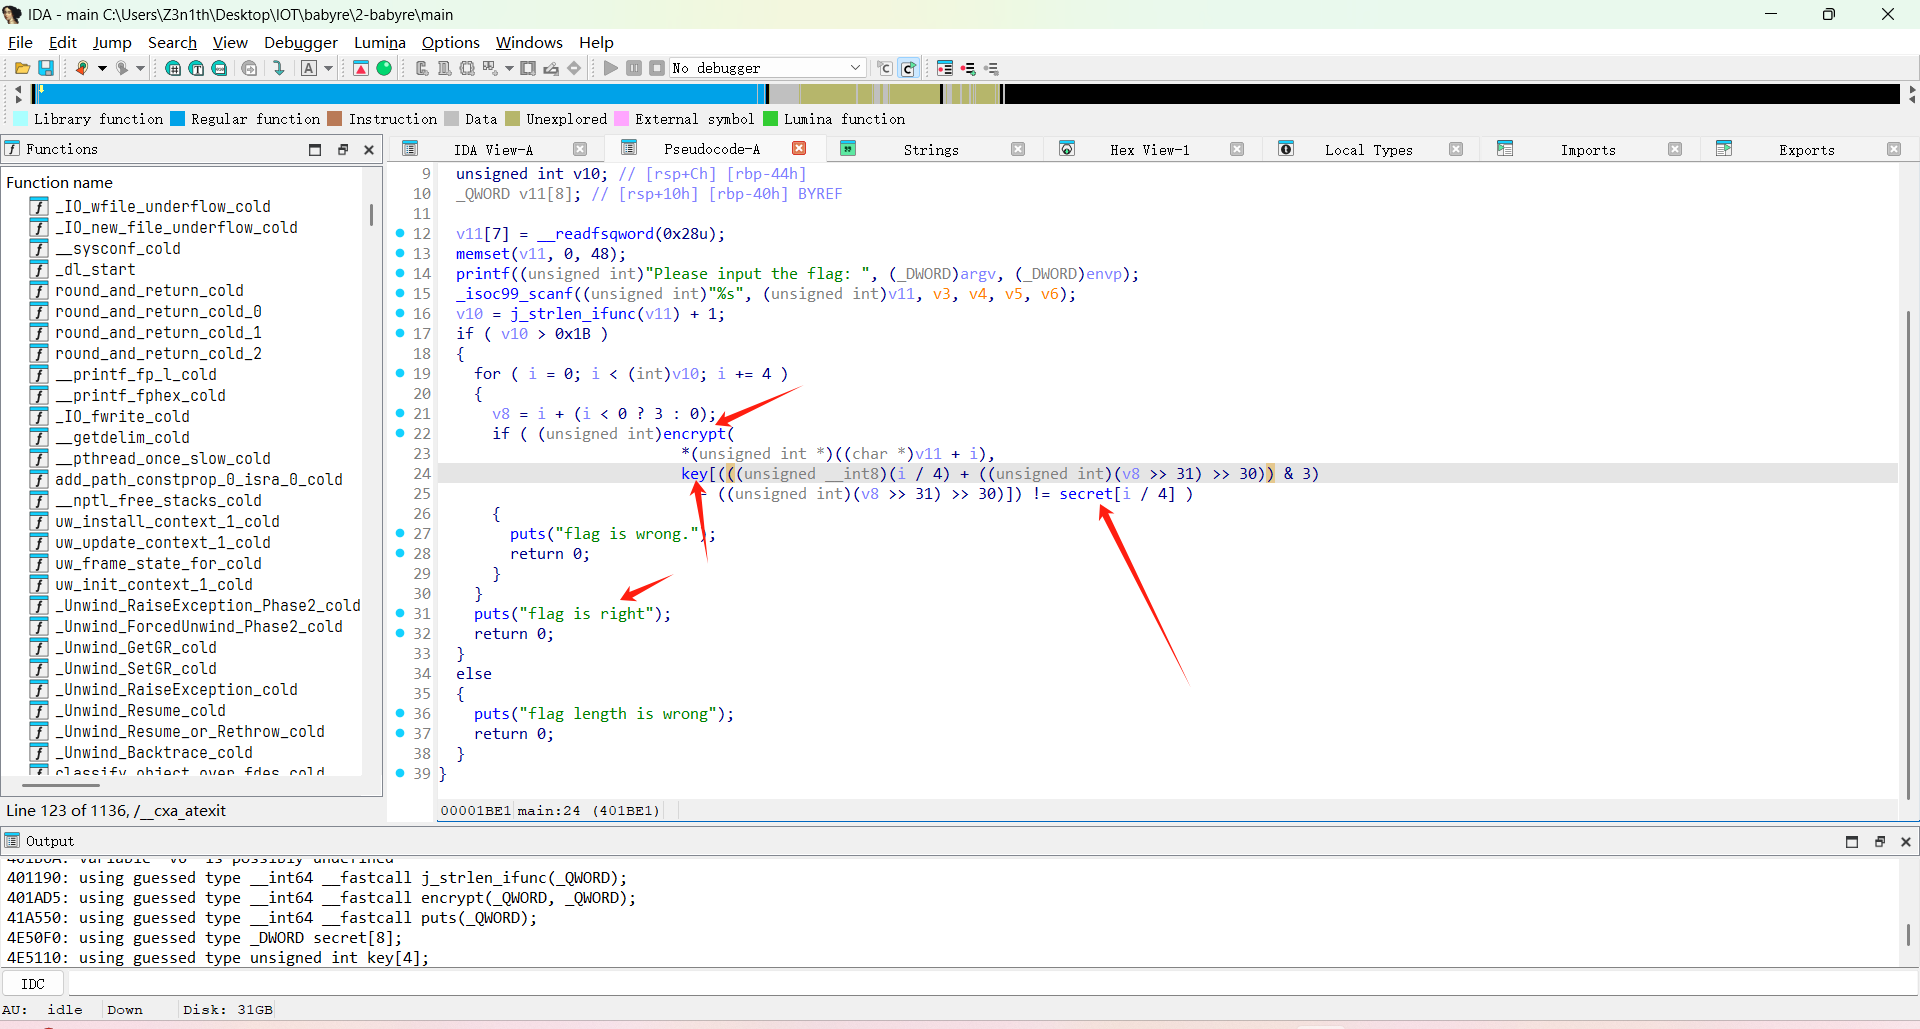 IDA - main C:\Users\Z3n1th\Desktop\IOT\babyre\2-babyre\main
File Edit Jump Search View Debugger Lumina Options Windows Help
No debugger
Library function Regular function Instruction Data Unexplored External symbol Lumina function
Functions
IDA View-A Pseudocode-A Strings Hex View-1 Local Types Imports Exports
Function name
_IO_wfile_underflow_cold
_IO_new_file_underflow_cold
__sysconf_cold
_dl_start
round_and_return_cold
round_and_return_cold_0
round_and_return_cold_1
round_and_return_cold_2
__printf_fp_l_cold
__printf_fphex_cold
_IO_fwrite_cold
__getdelim_cold
__pthread_once_slow_cold
add_path_constprop_0_isra_0_cold
__nptl_free_stacks_cold
uw_install_context_1_cold
uw_update_context_1_cold
uw_frame_state_for_cold
uw_init_context_1_cold
_Unwind_RaiseException_Phase2_cold
_Unwind_ForcedUnwind_Phase2_cold
_Unwind_GetGR_cold
_Unwind_SetGR_cold
_Unwind_RaiseException_cold
_Unwind_Resume_cold
_Unwind_Resume_or_Rethrow_cold
_Unwind_Backtrace_cold
classify_object_over_fdes_cold
Line 123 of 1136, /__cxa_atexit
9 unsigned int v10; // [rsp+Ch] [rbp-44h]
10 _QWORD v11[8]; // [rsp+10h] [rbp-40h] BYREF
11
12 v11[7] = __readfsqword(0x28u);
13 memset(v11, 0, 48);
14 printf((unsigned int)"Please input the flag: ", (_DWORD)argv, (_DWORD)envp);
15 _isoc99_scanf((unsigned int)"%s", (unsigned int)v11, v3, v4, v5, v6);
16 v10 = j_strlen_ifunc(v11) + 1;
17 if ( v10 > 0x1B )
18 {
19 for ( i = 0; i < (int)v10; i += 4 )
20 {
21 v8 = i + (i < 0 ? 3 : 0);
22 if ( (unsigned int)encrypt(
23 *(unsigned int *)((char *)v11 + i),
24 key[(((unsigned __int8)(i / 4) + ((unsigned int)(v8 >> 31) >> 30)) & 3)
25 - ((unsigned int)(v8 >> 31) >> 30)]) != secret[i / 4] )
26 {
27 puts("flag is wrong.");
28 return 0;
29 }
30 }
31 puts("flag is right");
32 return 0;
33 }
34 else
35 {
36 puts("flag length is wrong");
37 return 0;
38 }
39 }
00001BE1 main:24 (401BE1)
Output
401B0A: variable 'v6' is possibly undefined
401190: using guessed type __int64 __fastcall j_strlen_ifunc(_QWORD);
401AD5: using guessed type __int64 __fastcall encrypt(_QWORD, _QWORD);
41A550: using guessed type __int64 __fastcall puts(_QWORD);
4E50F0: using guessed type _DWORD secret[8];
4E5110: using guessed type unsigned int key[4];
IDC
AU: idle Down Disk: 31GB